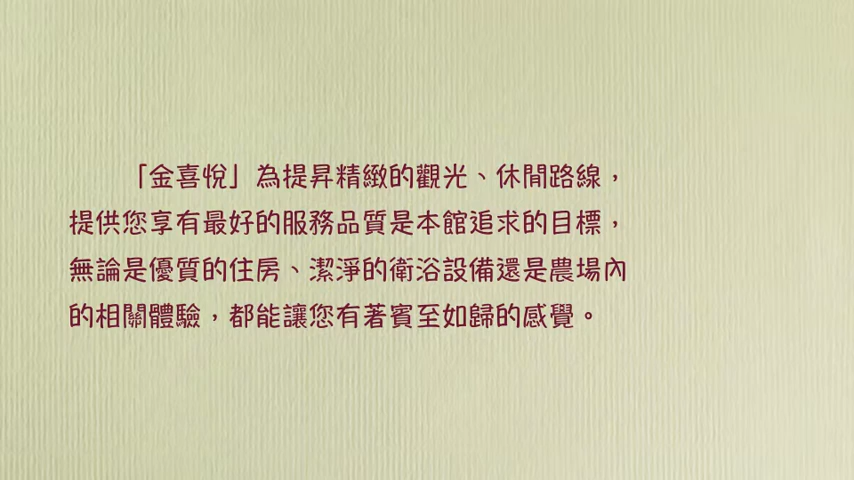 「金喜悅」為提昇精緻的觀光、休閒路線，
提供您享有最好的服務品質是本館追求的目標，
無論是優質的住房、潔淨的衛浴設備還是農場內
的相關體驗，都能讓您有著賓至如歸的感覺。